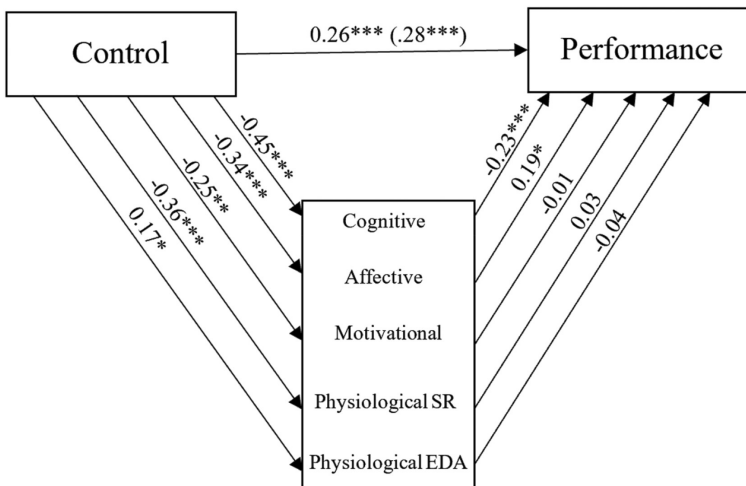 Control
0.26*** (.28***)
Performance
-0.45***
-0.34***
-0.25**
-0.36***
0.17*
-0.23***
0.19*
-0.01
0.03
-0.04
Cognitive
Affective
Motivational
Physiological SR
Physiological EDA